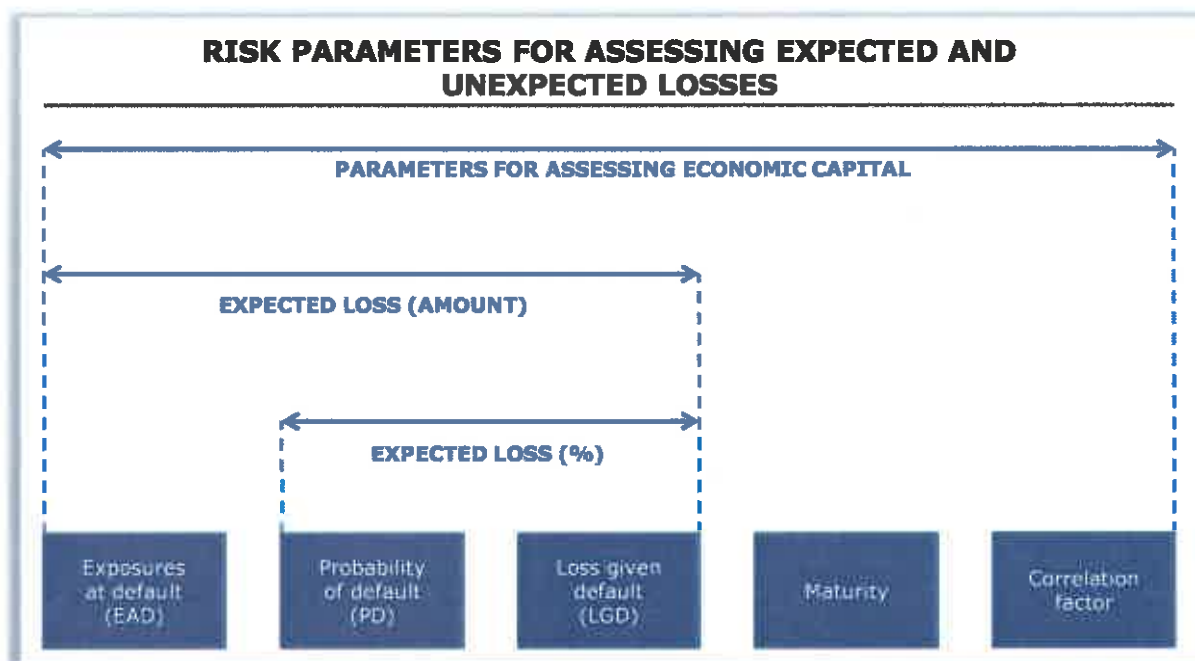 RISK PARAMETERS FOR ASSESSING EXPECTED AND
UNEXPECTED LOSSES
PARAMETERS FOR ASSESSING ECONOMIC CAPITAL
EXPECTED LOSS (AMOUNT)
EXPECTED LOSS (%)
Exposures
at default
(EAD)
Probability
of default
(PD)
Loss given
default
(LGD)
Maturity
Correlation
factor